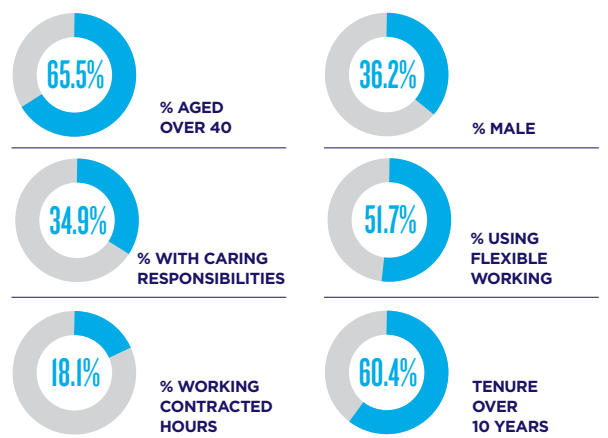 65.5%
% AGED
OVER 40
36.2%
% MALE
34.9%
% WITH CARING
RESPONSIBILITIES
51.7%
% USING
FLEXIBLE
WORKING
18.1%
% WORKING
CONTRACTED
HOURS
60.4%
TENURE
OVER
10 YEARS